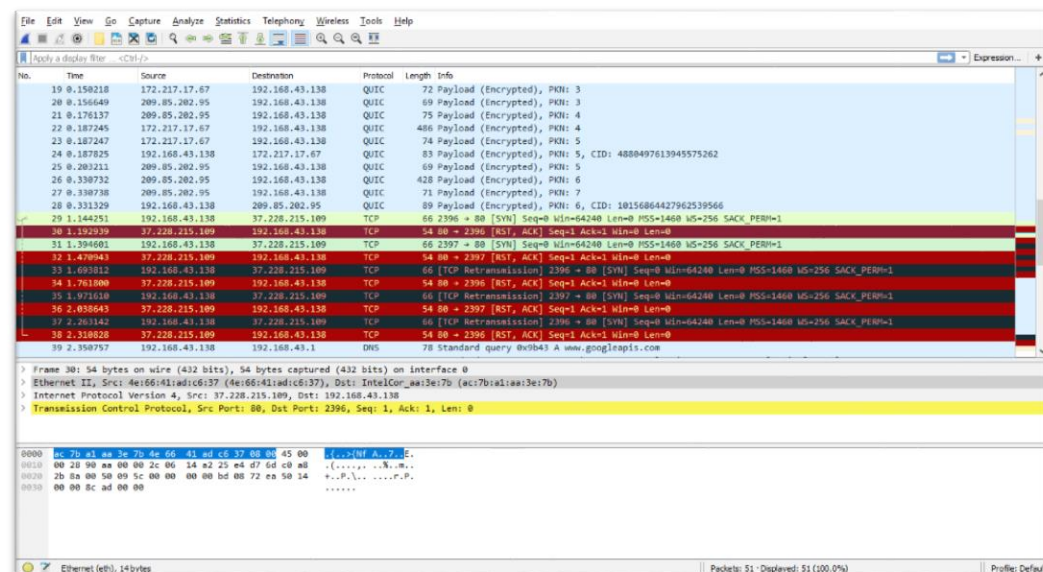 File Edit View Go Capture Analyze Statistics Telephony Wireless Tools Help
Apply a display filter ... <Ctrl-/> Expression... +
No. Time Source Destination Protocol Length Info
19 0.150218 172.217.17.67 192.168.43.138 QUIC 72 Payload (Encrypted), PKN: 3
20 0.156649 209.85.202.95 192.168.43.138 QUIC 69 Payload (Encrypted), PKN: 3
21 0.176137 209.85.202.95 192.168.43.138 QUIC 75 Payload (Encrypted), PKN: 4
22 0.187245 172.217.17.67 192.168.43.138 QUIC 486 Payload (Encrypted), PKN: 4
23 0.187247 172.217.17.67 192.168.43.138 QUIC 74 Payload (Encrypted), PKN: 5
24 0.187825 192.168.43.138 172.217.17.67 QUIC 83 Payload (Encrypted), PKN: 5, CID: 4880497613945575262
25 0.203211 209.85.202.95 192.168.43.138 QUIC 69 Payload (Encrypted), PKN: 5
26 0.330732 209.85.202.95 192.168.43.138 QUIC 428 Payload (Encrypted), PKN: 6
27 0.330738 209.85.202.95 192.168.43.138 QUIC 71 Payload (Encrypted), PKN: 7
28 0.331329 192.168.43.138 209.85.202.95 QUIC 89 Payload (Encrypted), PKN: 6, CID: 10156864427962539566
29 1.144251 192.168.43.138 37.228.215.109 TCP 66 2396 → 80 [SYN] Seq=0 Win=64240 Len=0 MSS=1460 WS=256 SACK_PERM=1
30 1.192939 37.228.215.109 192.168.43.138 TCP 54 80 → 2396 [RST, ACK] Seq=1 Ack=1 Win=0 Len=0
31 1.394601 192.168.43.138 37.228.215.109 TCP 66 2397 → 80 [SYN] Seq=0 Win=64240 Len=0 MSS=1460 WS=256 SACK_PERM=1
32 1.470943 37.228.215.109 192.168.43.138 TCP 54 80 → 2397 [RST, ACK] Seq=1 Ack=1 Win=0 Len=0
33 1.693812 192.168.43.138 37.228.215.109 TCP 66 [TCP Retransmission] 2396 → 80 [SYN] Seq=0 Win=64240 Len=0 MSS=1460 WS=256 SACK_PERM=1
34 1.761800 37.228.215.109 192.168.43.138 TCP 54 80 → 2396 [RST, ACK] Seq=1 Ack=1 Win=0 Len=0
35 1.971610 192.168.43.138 37.228.215.109 TCP 66 [TCP Retransmission] 2397 → 80 [SYN] Seq=0 Win=64240 Len=0 MSS=1460 WS=256 SACK_PERM=1
36 2.038643 37.228.215.109 192.168.43.138 TCP 54 80 → 2397 [RST, ACK] Seq=1 Ack=1 Win=0 Len=0
37 2.263142 192.168.43.138 37.228.215.109 TCP 66 [TCP Retransmission] 2396 → 80 [SYN] Seq=0 Win=64240 Len=0 MSS=1460 WS=256 SACK_PERM=1
38 2.310828 37.228.215.109 192.168.43.138 TCP 54 80 → 2396 [RST, ACK] Seq=1 Ack=1 Win=0 Len=0
39 2.350757 192.168.43.138 192.168.43.1 DNS 78 Standard query 0x9b43 A www.googleapis.com
> Frame 30: 54 bytes on wire (432 bits), 54 bytes captured (432 bits) on interface 0
> Ethernet II, Src: 4e:66:41:ad:c6:37 (4e:66:41:ad:c6:37), Dst: IntelCor_aa:3e:7b (ac:7b:a1:aa:3e:7b)
> Internet Protocol Version 4, Src: 37.228.215.109, Dst: 192.168.43.138
> Transmission Control Protocol, Src Port: 80, Dst Port: 2396, Seq: 1, Ack: 1, Len: 0
0000 ac 7b a1 aa 3e 7b 4e 66 41 ad c6 37 08 00 45 00 .{..>{Nf A..7..E.
0010 00 28 90 aa 00 00 2c 06 14 a2 25 e4 d7 6d c0 a8 .(....,. ..%..m..
0020 2b 8a 00 50 09 5c 00 00 00 00 bd 08 72 ea 50 14 +..P.\.. ....r.P.
0030 00 00 8c ad 00 00 ......
Ethernet (eth), 14 bytes Packets: 51 · Displayed: 51 (100.0%) Profile: Defau